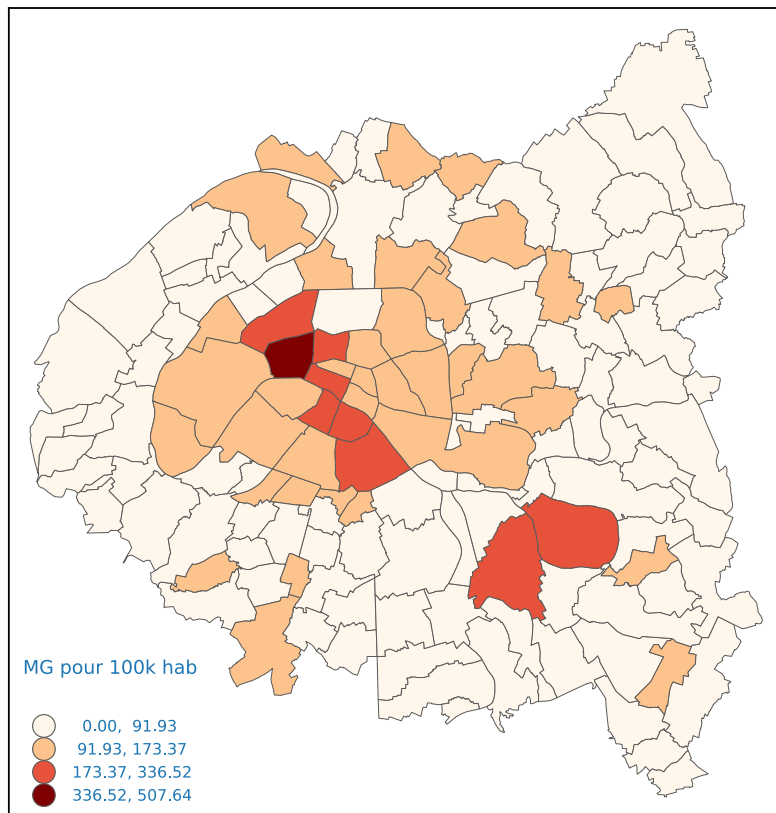 MG pour 100k hab
0.00, 91.93
91.93, 173.37
173.37, 336.52
336.52, 507.64